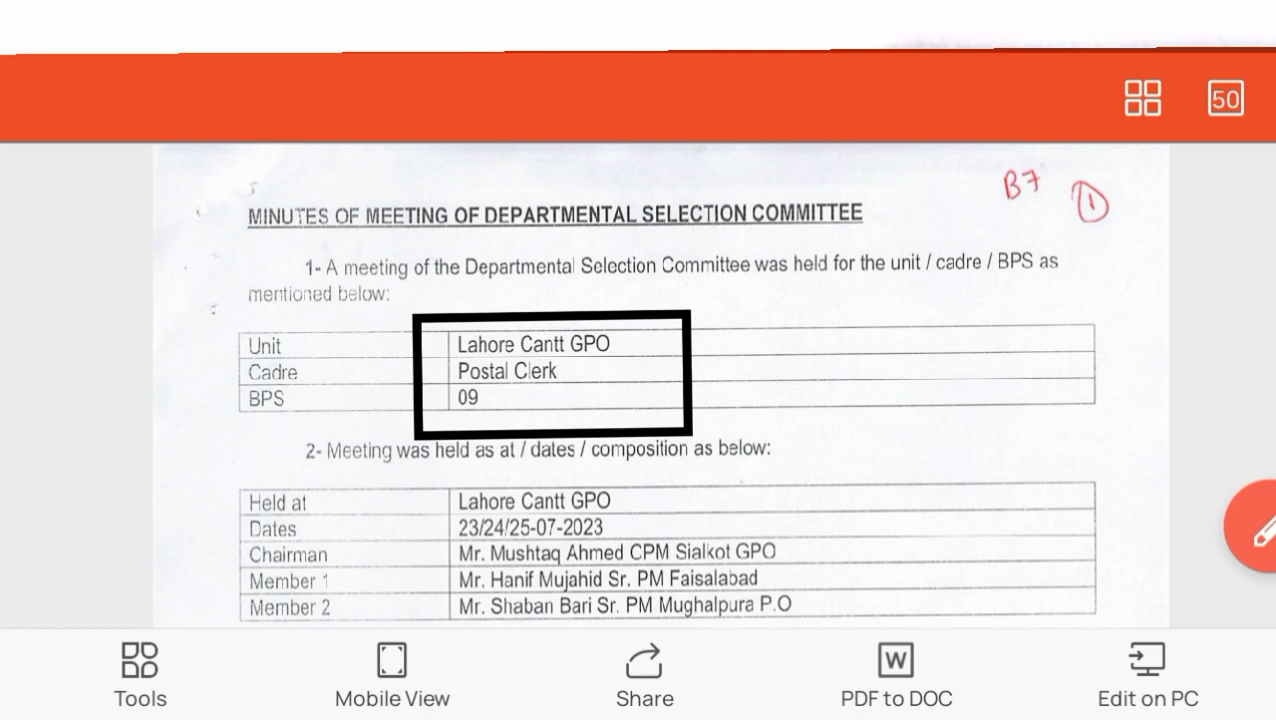 50
B7
1
MINUTES OF MEETING OF DEPARTMENTAL SELECTION COMMITTEE
1- A meeting of the Departmental Selection Committee was held for the unit / cadre / BPS as
mentioned below:
Unit Lahore Cantt GPO
Cadre Postal Clerk
BPS 09
2- Meeting was held as at / dates / composition as below:
Held at Lahore Cantt GPO
Dates 23/24/25-07-2023
Chairman Mr. Mushtaq Ahmed CPM Sialkot GPO
Member 1 Mr. Hanif Mujahid Sr. PM Faisalabad
Member 2 Mr. Shaban Bari Sr. PM Mughalpura P.O
W
Tools Mobile View Share PDF to DOC Edit on PC